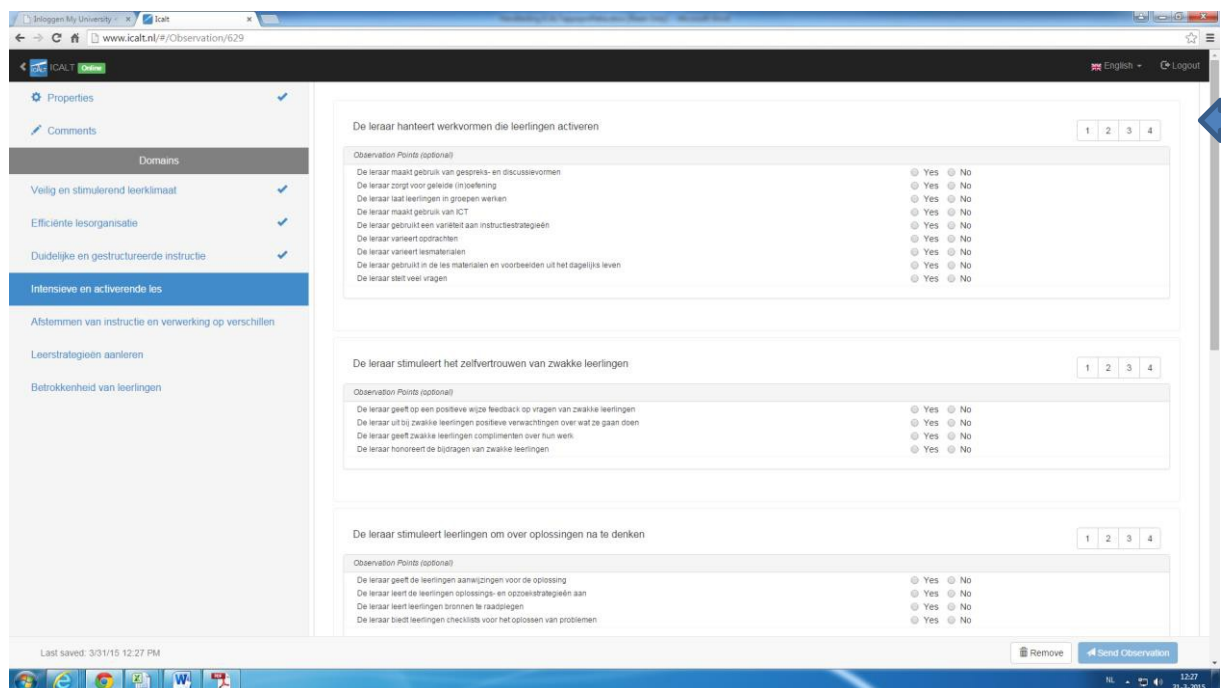 Inloggen My University
Icalt
www.icalt.nl/#/Observation/629
ICALT Online
English
Logout
Properties
Comments
Domains
Veilig en stimulerend leerklimaat
Efficiënte lesorganisatie
Duidelijke en gestructureerde instructie
Intensieve en activerende les
Afstemmen van instructie en verwerking op verschillen
Leerstrategieën aanleren
Betrokkenheid van leerlingen
De leraar hanteert werkvormen die leerlingen activeren
1 2 3 4
Observation Points (optional)
De leraar maakt gebruik van gespreks- en discussievormen Yes No
De leraar zorgt voor geleide (in)oefening Yes No
De leraar laat leerlingen in groepen werken Yes No
De leraar maakt gebruik van ICT Yes No
De leraar gebruikt een variëteit aan instructiestrategieën Yes No
De leraar varieert opdrachten Yes No
De leraar varieert lesmaterialen Yes No
De leraar gebruikt in de les materialen en voorbeelden uit het dagelijks leven Yes No
De leraar stelt veel vragen Yes No
De leraar stimuleert het zelfvertrouwen van zwakke leerlingen
1 2 3 4
Observation Points (optional)
De leraar geeft op een positieve wijze feedback op vragen van zwakke leerlingen Yes No
De leraar uit bij zwakke leerlingen positieve verwachtingen over wat ze gaan doen Yes No
De leraar geeft zwakke leerlingen complimenten over hun werk Yes No
De leraar honoreert de bijdragen van zwakke leerlingen Yes No
De leraar stimuleert leerlingen om over oplossingen na te denken
1 2 3 4
Observation Points (optional)
De leraar geeft de leerlingen aanwijzingen voor de oplossing Yes No
De leraar leert de leerlingen oplossings- en opzoekstrategieën aan Yes No
De leraar leert leerlingen bronnen te raadplegen Yes No
De leraar biedt leerlingen checklists voor het oplossen van problemen Yes No
Last saved: 3/31/15 12:27 PM
Remove
Send Observation
NL
12:27
31-3-2015